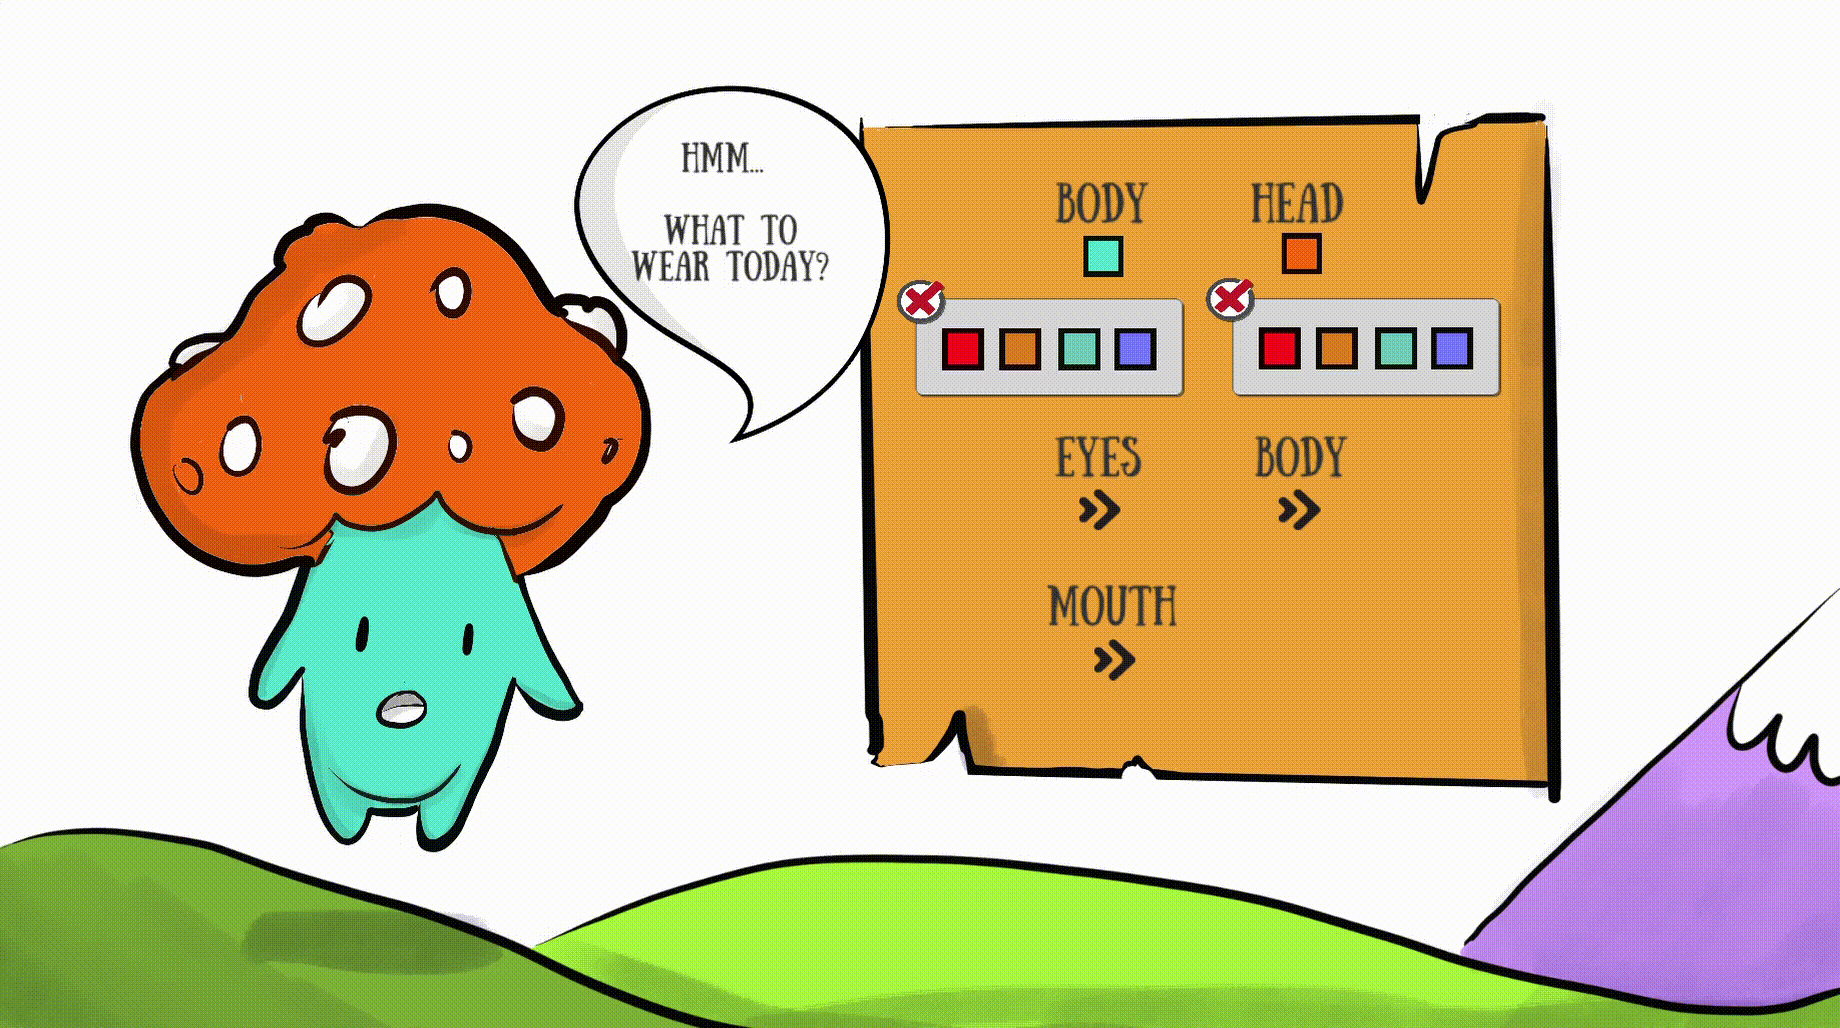 HMM...
WHAT TO
WEAR TODAY?
BODY
HEAD
EYES
BODY
MOUTH